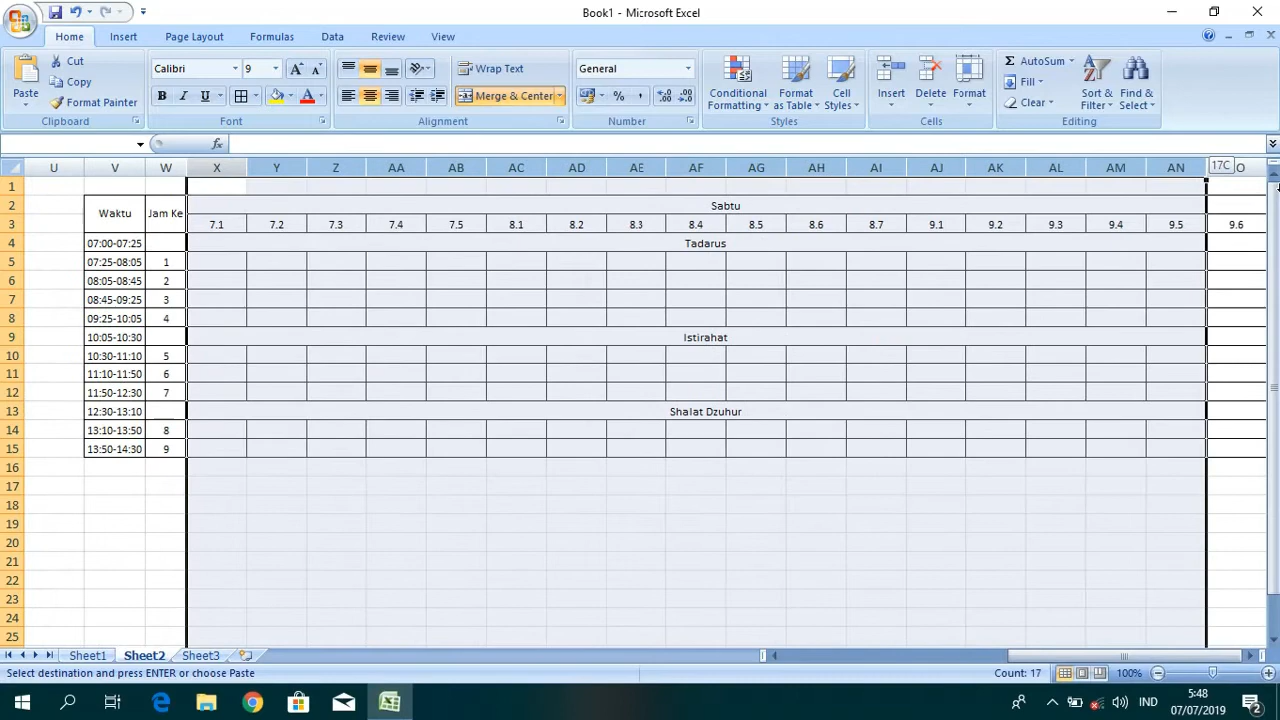 Book1 - Microsoft Excel
Home Insert Page Layout Formulas Data Review View
Paste Cut Copy Format Painter Clipboard
Calibri 9 A A B I U A Font
Wrap Text Merge & Center Alignment
General % , Number
Conditional Formatting Format as Table Cell Styles Styles
Insert Delete Format Cells
Σ AutoSum Fill Clear Sort & Filter Find & Select Editing
fx
U V W X Y Z AA AB AC AD AE AF AG AH AI AJ AK AL AM AN 17C O
1
2 Waktu Jam Ke Sabtu
3 7.1 7.2 7.3 7.4 7.5 8.1 8.2 8.3 8.4 8.5 8.6 8.7 9.1 9.2 9.3 9.4 9.5 9.6
4 07:00-07:25 Tadarus
5 07:25-08:05 1
6 08:05-08:45 2
7 08:45-09:25 3
8 09:25-10:05 4
9 10:05-10:30 Istirahat
10 10:30-11:10 5
11 11:10-11:50 6
12 11:50-12:30 7
13 12:30-13:10 Shalat Dzuhur
14 13:10-13:50 8
15 13:50-14:30 9
16
17
18
19
20
21
22
23
24
25
Sheet1 Sheet2 Sheet3
Select destination and press ENTER or choose Paste Count: 17 100%
IND 5:48
07/07/2019 2